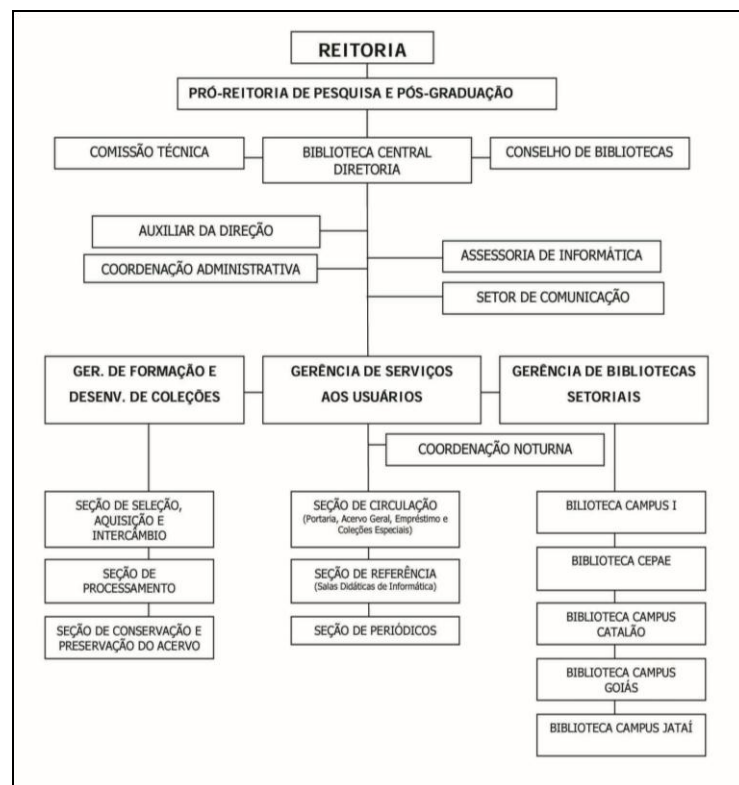 REITORIA
PRÓ-REITORIA DE PESQUISA E PÓS-GRADUAÇÃO
COMISSÃO TÉCNICA
BIBLIOTECA CENTRAL
DIRETORIA
CONSELHO DE BIBLIOTECAS
AUXILIAR DA DIREÇÃO
ASSESSORIA DE INFORMÁTICA
COORDENAÇÃO ADMINISTRATIVA
SETOR DE COMUNICAÇÃO
GER. DE FORMAÇÃO E
DESENV. DE COLEÇÕES
GERÊNCIA DE SERVIÇOS
AOS USUÁRIOS
GERÊNCIA DE BIBLIOTECAS
SETORIAIS
COORDENAÇÃO NOTURNA
SEÇÃO DE SELEÇÃO,
AQUISIÇÃO E
INTERCÂMBIO
SEÇÃO DE
PROCESSAMENTO
SEÇÃO DE CONSERVAÇÃO E
PRESERVAÇÃO DO ACERVO
SEÇÃO DE CIRCULAÇÃO
(Portaria, Acervo Geral, Empréstimo e
Coleções Especiais)
SEÇÃO DE REFERÊNCIA
(Salas Didáticas de Informática)
SEÇÃO DE PERIÓDICOS
BILIOTECA CAMPUS I
BIBLIOTECA CEPAE
BIBLIOTECA CAMPUS
CATALÃO
BIBLIOTECA CAMPUS
GOIÁS
BIBLIOTECA CAMPUS JATAÍ